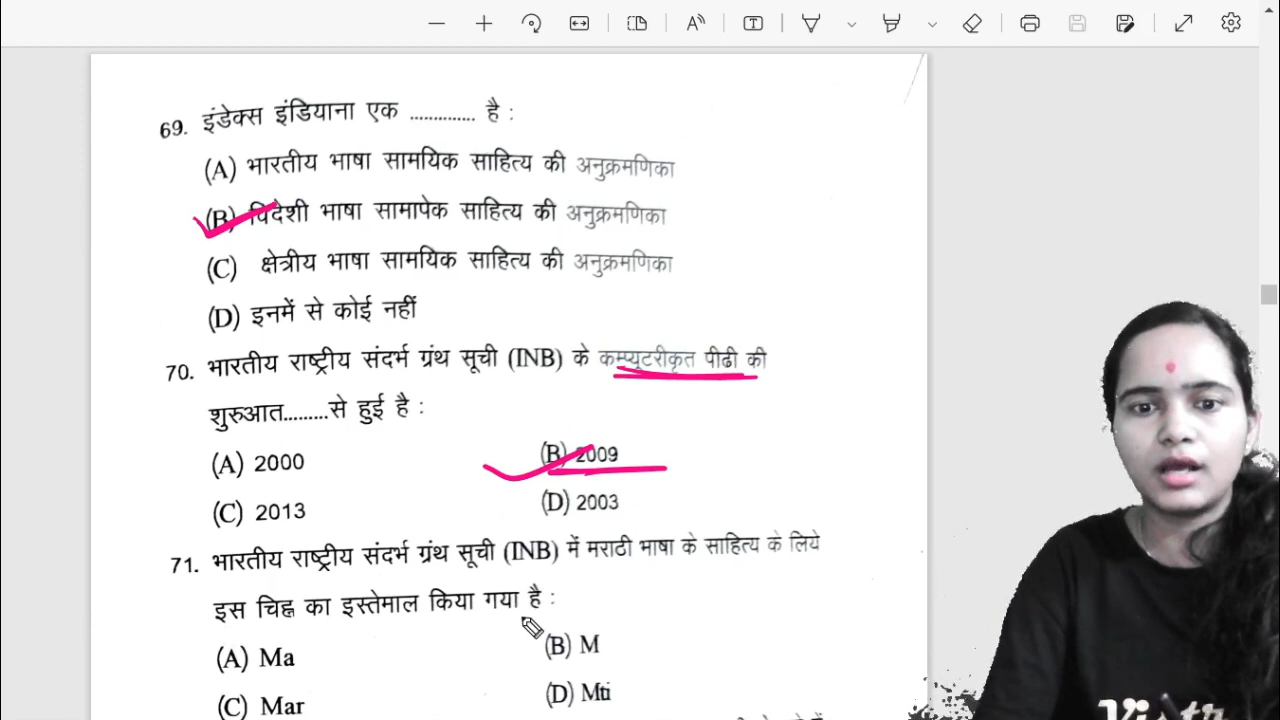 69. इंडेक्स इंडियाना एक .............. है :
(A) भारतीय भाषा सामयिक साहित्य की अनुक्रमणिका
(B) विदेशी भाषा सामापेक साहित्य की अनुक्रमणिका
(C) क्षेत्रीय भाषा सामयिक साहित्य की अनुक्रमणिका
(D) इनमें से कोई नहीं
70. भारतीय राष्ट्रीय संदर्भ ग्रंथ सूची (INB) के कम्प्यूटरीकृत पीढी की
शुरुआत.........से हुई है :
(A) 2000 (B) 2009
(C) 2013 (D) 2003
71. भारतीय राष्ट्रीय संदर्भ ग्रंथ सूची (INB) में मराठी भाषा के साहित्य के लिये
इस चिह्न का इस्तेमाल किया गया है :
(A) Ma (B) M
(C) Mar (D) Mti